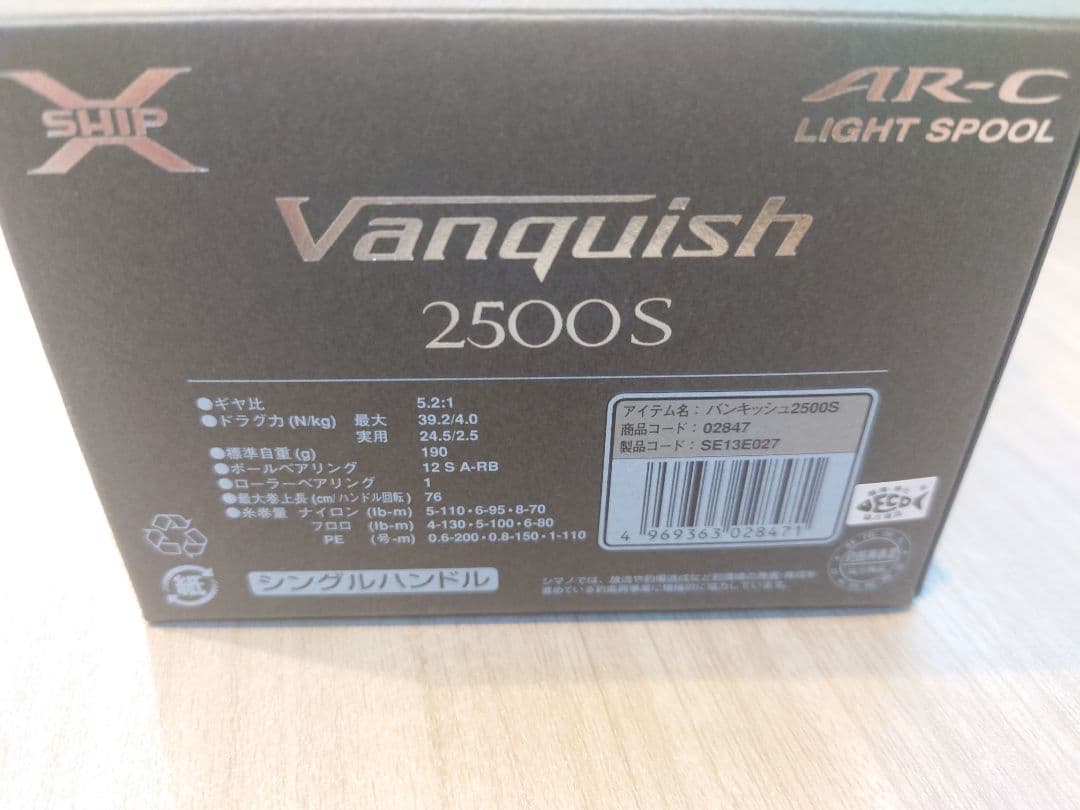 X SHIP
AR-C
LIGHT SPOOL
Vanquish
2500S
●ギヤ比 5.2:1
●ドラグ力(N/kg) 最大 39.2/4.0
実用 24.5/2.5
●標準自重(g) 190
●ボールベアリング 12 S A-RB
●ローラーベアリング 1
●最大巻上長(cm/ハンドル回転) 76
●糸巻量 ナイロン (lb-m) 5-110・6-95・8-70
フロロ (lb-m) 4-130・5-100・6-80
PE (号-m) 0.6-200・0.8-150・1-110
アイテム名:バンキッシュ2500S
商品コード:02847
製品コード:SE13E027
4 969363 028471
紙
シングルハンドル
シマノでは、